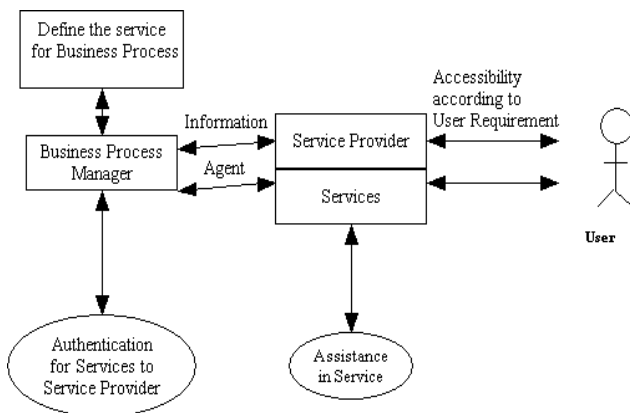 Define the service
for Business Process
Information
Accessibility
according to
User Requirement
Business Process
Manager
Service Provider
Agent
Services
User
Authentication
for Services to
Service Provider
Assistance
in Service